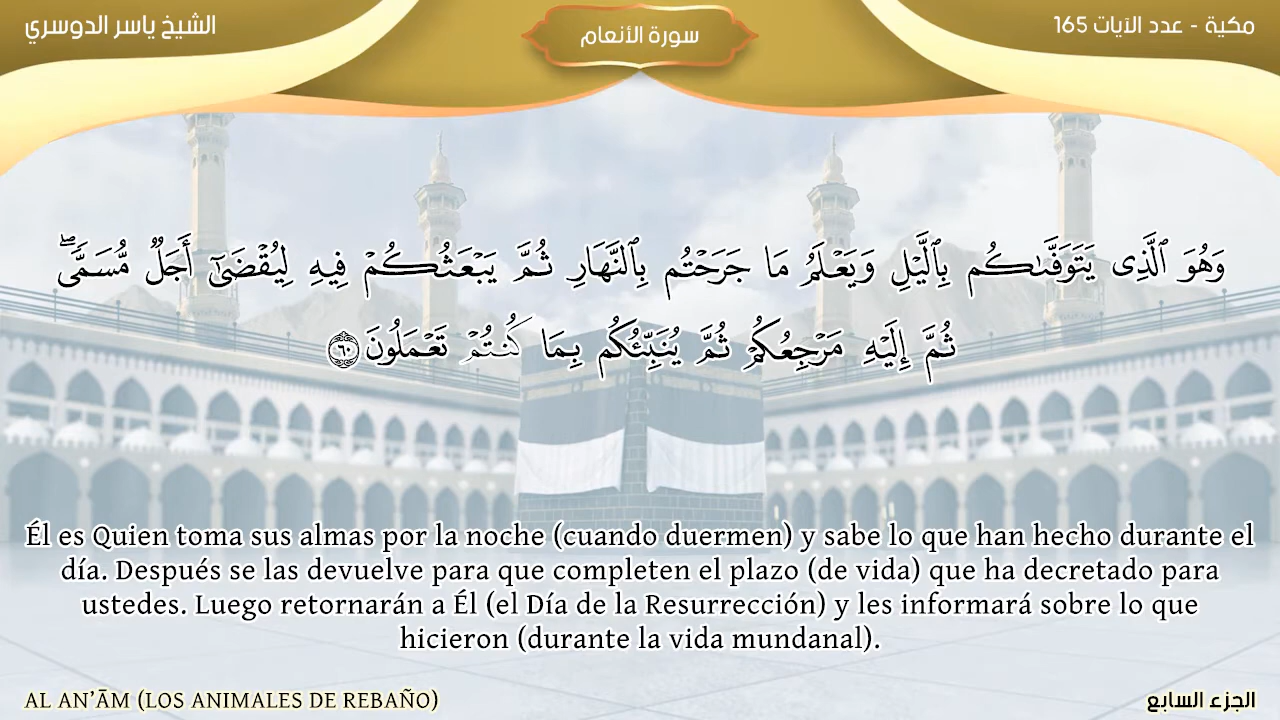 مكية - عدد الآيات 165
سورة الأنعام
الشيخ ياسر الدوسري
وَهُوَ ٱلَّذِى يَتَوَفَّىٰكُم بِٱلَّيْلِ وَيَعْلَمُ مَا جَرَحْتُم بِٱلنَّهَارِ ثُمَّ يَبْعَثُكُمْ فِيهِ لِيُقْضَىٰٓ أَجَلٌ مُّسَمًّى ۖ
ثُمَّ إِلَيْهِ مَرْجِعُكُمْ ثُمَّ يُنَبِّئُكُم بِمَا كُنتُمْ تَعْمَلُونَ ٦٠
Él es Quien toma sus almas por la noche (cuando duermen) y sabe lo que han hecho durante el
día. Después se las devuelve para que completen el plazo (de vida) que ha decretado para
ustedes. Luego retornarán a Él (el Día de la Resurrección) y les informará sobre lo que
hicieron (durante la vida mundanal).
AL AN’ĀM (LOS ANIMALES DE REBAÑO)
الجزء السابع